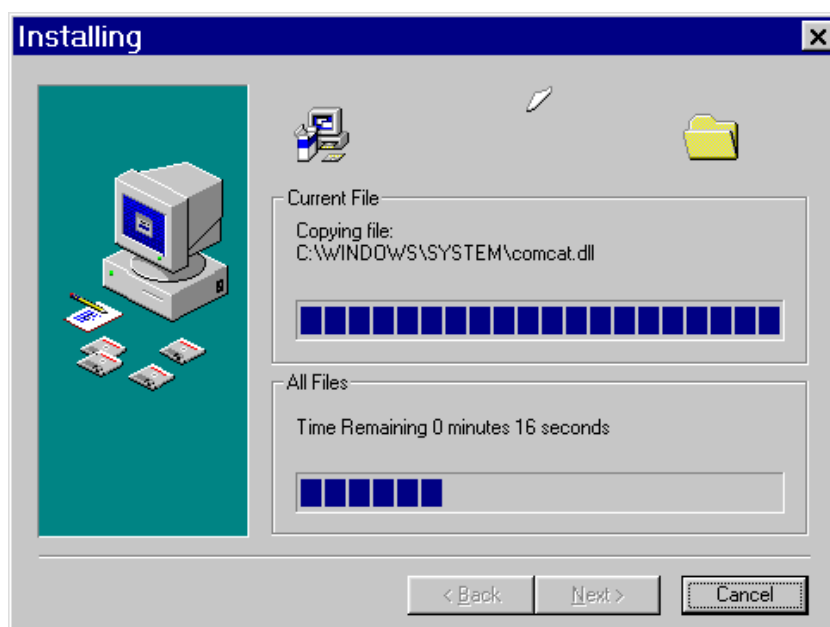 Installing
Current File
Copying file:
C:\WINDOWS\SYSTEM\comcat.dll
All Files
Time Remaining 0 minutes 16 seconds
< Back Next > Cancel